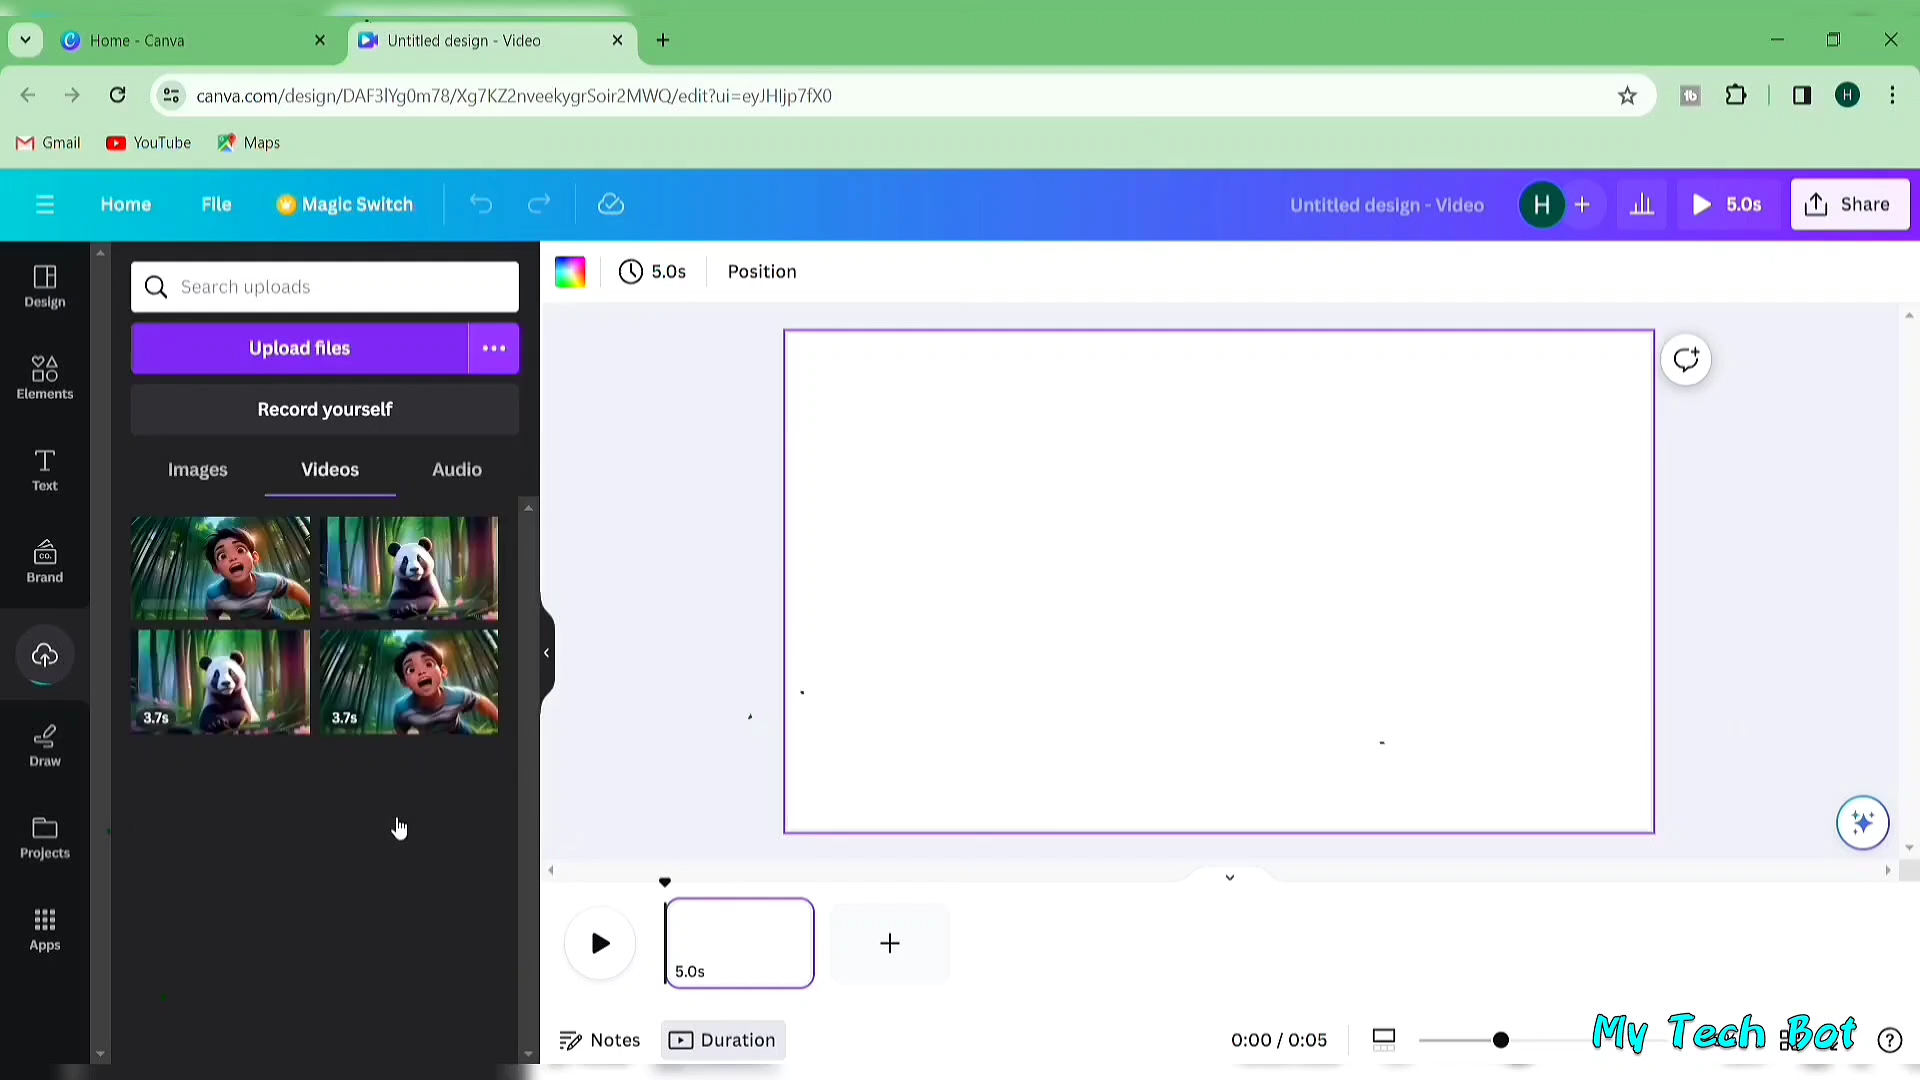 Home - Canva
Untitled design - Video
canva.com/design/DAF3lYg0m78/Xg7KZ2nveekygrSoir2MWQ/edit?ui=eyJHIjp7fX0
H
Gmail
YouTube
Maps
Home
File
Magic Switch
Untitled design - Video
H
5.0s
Share
Design
Elements
Text
Brand
Draw
Projects
Apps
Search uploads
Upload files
Record yourself
Images
Videos
Audio
3.7s
3.7s
5.0s
Position
5.0s
Notes
Duration
0:00 / 0:05
My Tech Bot